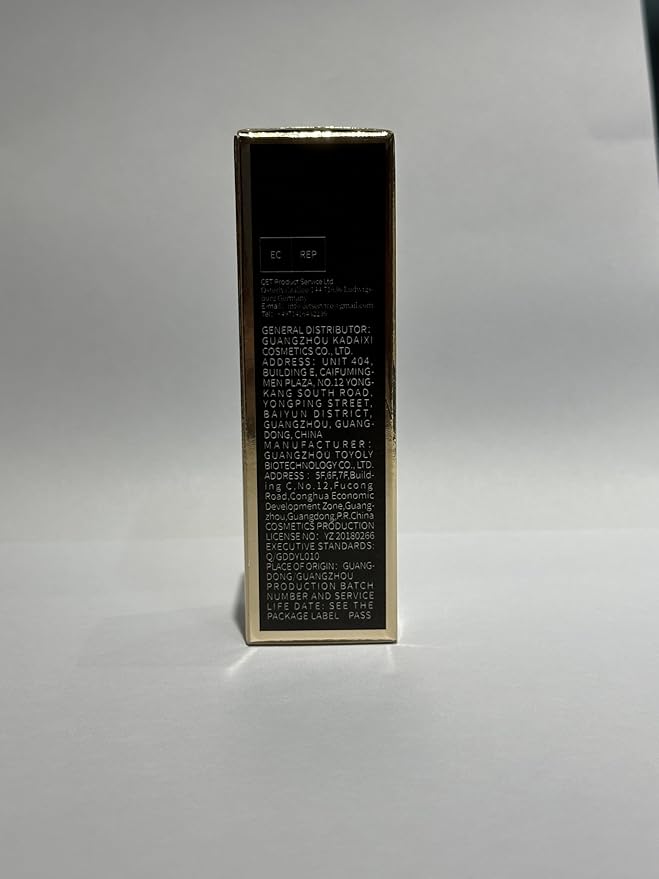 EC REP
CET Product Service Ltd
Germany
GENERAL DISTRIBUTOR:
GUANGZHOU KADAIXI
COSMETICS CO., LTD.
ADDRESS: UNIT 404,
BUILDING E, CAIFUMING-
MEN PLAZA, NO.12 YONG-
KANG SOUTH ROAD,
YONGPING STREET,
BAIYUN DISTRICT,
GUANGZHOU, GUANG-
DONG, CHINA
MANUFACTURER:
GUANGZHOU TOYOLY
BIOTECHNOLOGY CO., LTD.
ADDRESS: 5F,6F,7F,Build-
ing C,No.12,Fucong
Road,Conghua Economic
Development Zone,Guang-
zhou,Guangdong,P.R.China
COSMETICS PRODUCTION
LICENSE NO: YZ 20180266
EXECUTIVE STANDARDS:
Q/GDDYL010
PLACE OF ORIGIN: GUANG-
DONG/GUANGZHOU
PRODUCTION BATCH
NUMBER AND SERVICE
LIFE DATE: SEE THE
PACKAGE LABEL PASS